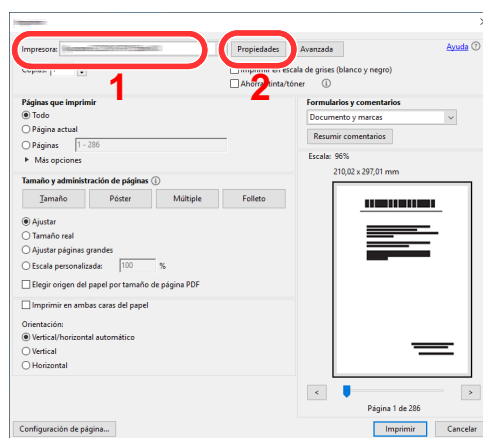 Impresora:
Propiedades
Avanzada
Ayuda
1
2
Copias:
Imprimir en escala de grises (blanco y negro)
Ahorrar tinta/tóner
Páginas que imprimir
Todo
Página actual
Páginas 1 - 286
Más opciones
Formularios y comentarios
Documento y marcas
Resumir comentarios
Escala: 96%
210,02 x 297,01 mm
Tamaño y administración de páginas
Tamaño Póster Múltiple Folleto
Ajustar
Tamaño real
Ajustar páginas grandes
Escala personalizada: 100 %
Elegir origen del papel por tamaño de página PDF
Imprimir en ambas caras del papel
Orientación:
Vertical/horizontal automático
Vertical
Horizontal
< >
Página 1 de 286
Configuración de página...
Imprimir
Cancelar